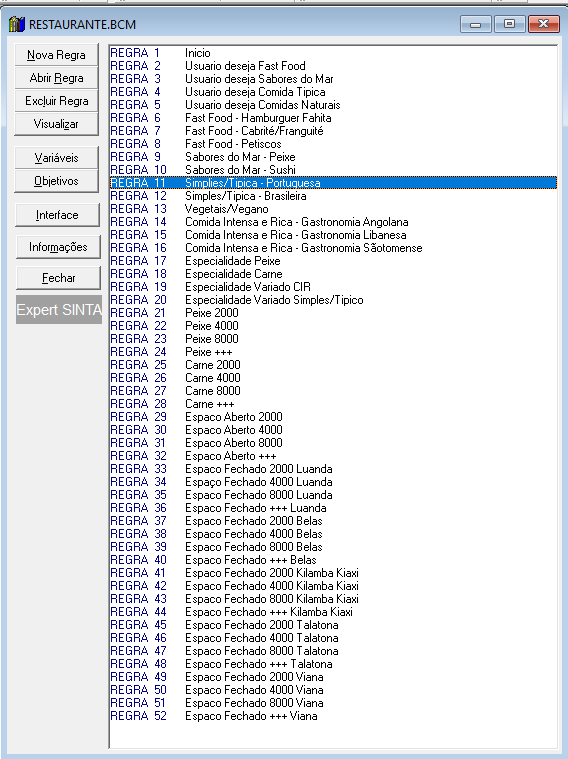 RESTAURANTE.BCM
Nova Regra
Abrir Regra
Excluir Regra
Visualizar
Variáveis
Objetivos
Interface
Informações
Fechar
Expert SINTA
REGRA 1 Inicio
REGRA 2 Usuario deseja Fast Food
REGRA 3 Usuario deseja Sabores do Mar
REGRA 4 Usuario deseja Comida Tipica
REGRA 5 Usuario deseja Comidas Naturais
REGRA 6 Fast Food - Hamburguer Fahita
REGRA 7 Fast Food - Cabrité/Franguité
REGRA 8 Fast Food - Petiscos
REGRA 9 Sabores do Mar - Peixe
REGRA 10 Sabores do Mar - Sushi
REGRA 11 Simplies/Tipica - Portuguesa
REGRA 12 Simples/Tipica - Brasileira
REGRA 13 Vegetais/Vegano
REGRA 14 Comida Intensa e Rica - Gastronomia Angolana
REGRA 15 Comida Intensa e Rica - Gastronomia Libanesa
REGRA 16 Comida Intensa e Rica - Gastronomia Sãotomense
REGRA 17 Especialidade Peixe
REGRA 18 Especialidade Carne
REGRA 19 Especialidade Variado CIR
REGRA 20 Especialidade Variado Simples/Tipico
REGRA 21 Peixe 2000
REGRA 22 Peixe 4000
REGRA 23 Peixe 8000
REGRA 24 Peixe +++
REGRA 25 Carne 2000
REGRA 26 Carne 4000
REGRA 27 Carne 8000
REGRA 28 Carne +++
REGRA 29 Espaco Aberto 2000
REGRA 30 Espaco Aberto 4000
REGRA 31 Espaco Aberto 8000
REGRA 32 Espaco Aberto +++
REGRA 33 Espaco Fechado 2000 Luanda
REGRA 34 Espaço Fechado 4000 Luanda
REGRA 35 Espaco Fechado 8000 Luanda
REGRA 36 Espaco Fechado +++ Luanda
REGRA 37 Espaco Fechado 2000 Belas
REGRA 38 Espaco Fechado 4000 Belas
REGRA 39 Espaco Fechado 8000 Belas
REGRA 40 Espaco Fechado +++ Belas
REGRA 41 Espaco Fechado 2000 Kilamba Kiaxi
REGRA 42 Espaco Fechado 4000 Kilamba Kiaxi
REGRA 43 Espaco Fechado 8000 Kilamba Kiaxi
REGRA 44 Espaco Fechado +++ Kilamba Kiaxi
REGRA 45 Espaco Fechado 2000 Talatona
REGRA 46 Espaco Fechado 4000 Talatona
REGRA 47 Espaco Fechado 8000 Talatona
REGRA 48 Espaco Fechado +++ Talatona
REGRA 49 Espaco Fechado 2000 Viana
REGRA 50 Espaco Fechado 4000 Viana
REGRA 51 Espaco Fechado 8000 Viana
REGRA 52 Espaco Fechado +++ Viana